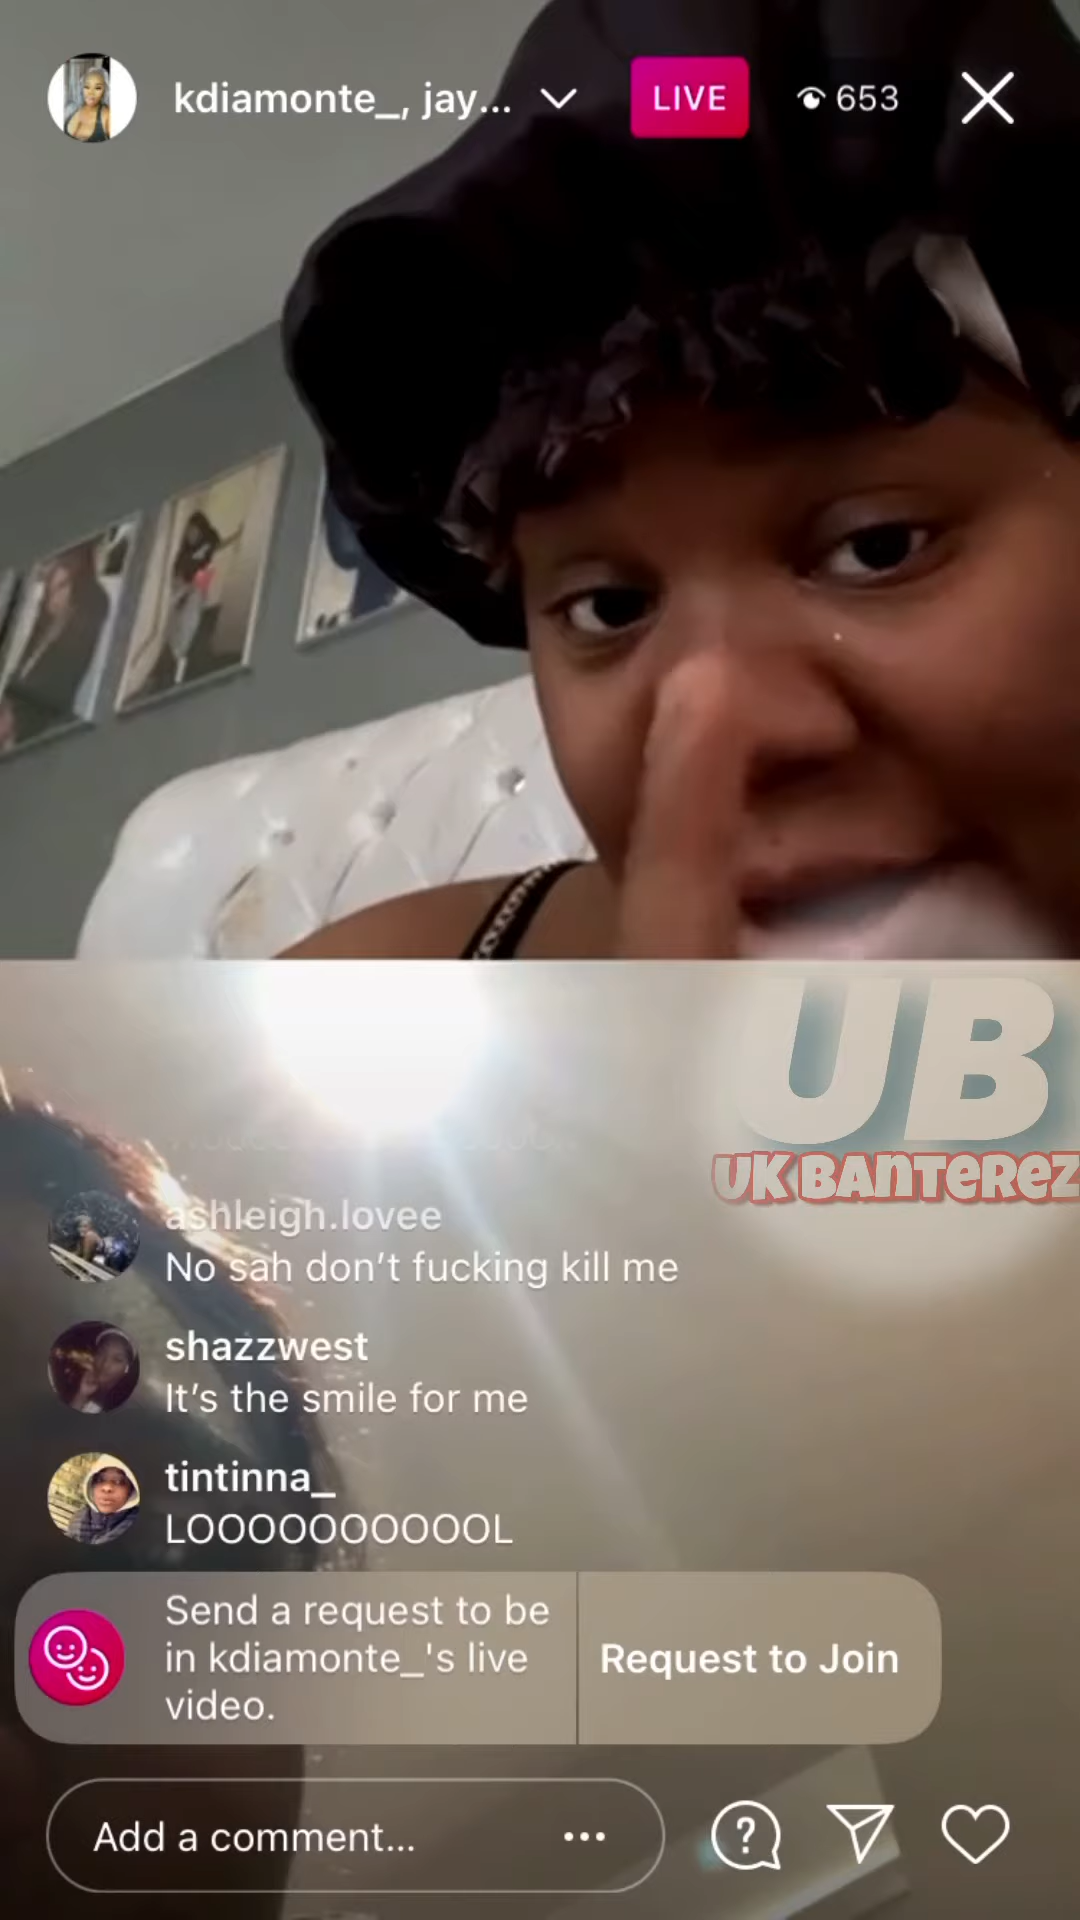 kdiamonte_, jay...
LIVE
653
UB
UK BANTEREZ
ashleigh.lovee
No sah don’t fucking kill me
shazzwest
It’s the smile for me
tintinna_
LOOOOOOOOOOL
Send a request to be
in kdiamonte_'s live
video.
Request to Join
Add a comment...